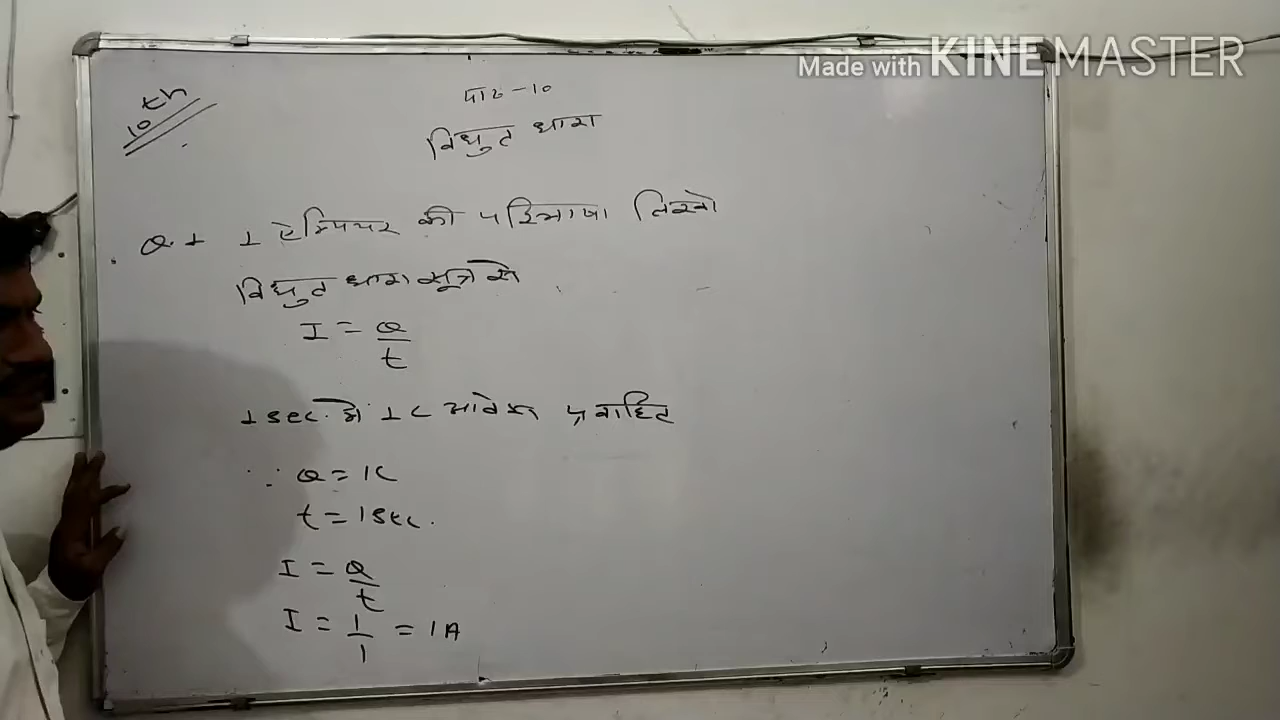 Made with KINEMASTER
10th
पाठ-10
विधुत धारा
Q.1 1 ऐम्पियर की परिभाषा लिखो
विधुत धारा सूत्र से
I = Q/t
1 sec. में 1C आवेश प्रवाहित
∵ Q = 1C
t = 1 sec.
I = Q/t
I = 1/1 = 1A